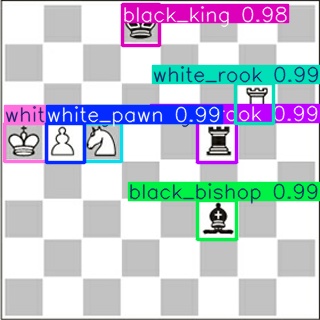 black_king 0.98
white_rook 0.99
whit
white_pawn 0.99
ook 0.99
black_bishop 0.99